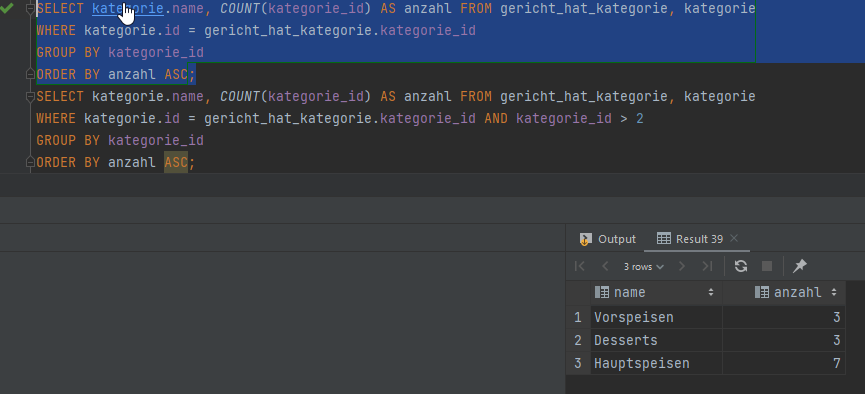 SELECT kategorie.name, COUNT(kategorie_id) AS anzahl FROM gericht_hat_kategorie, kategorie
WHERE kategorie.id = gericht_hat_kategorie.kategorie_id
GROUP BY kategorie_id
ORDER BY anzahl ASC;
SELECT kategorie.name, COUNT(kategorie_id) AS anzahl FROM gericht_hat_kategorie, kategorie
WHERE kategorie.id = gericht_hat_kategorie.kategorie_id AND kategorie_id > 2
GROUP BY kategorie_id
ORDER BY anzahl ASC;
Output Result 39
3 rows
name anzahl
1 Vorspeisen 3
2 Desserts 3
3 Hauptspeisen 7